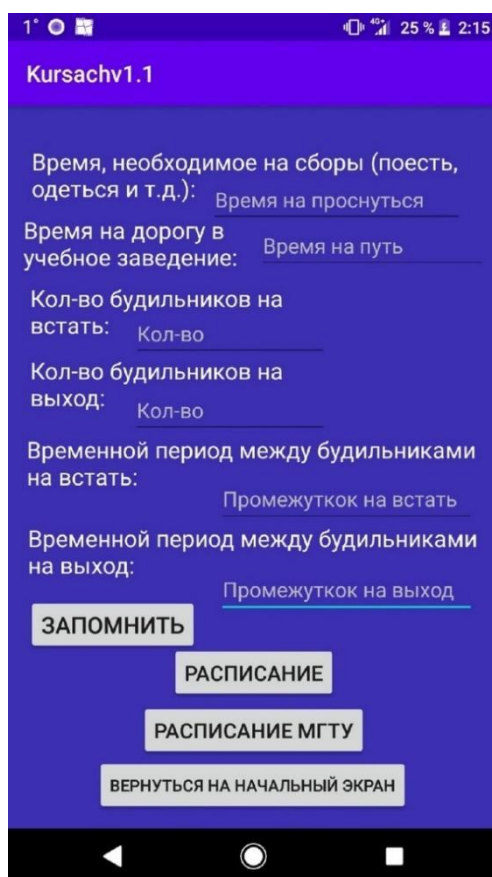 1° 4G 25 % 2:15
Kursachv1.1
Время, необходимое на сборы (поесть,
одеться и т.д.): Время на проснуться
Время на дорогу в
учебное заведение: Время на путь
Кол-во будильников на
встать: Кол-во
Кол-во будильников на
выход: Кол-во
Временной период между будильниками
на встать:
Промежутков на встать
Временной период между будильниками
на выход:
Промежутков на выход
ЗАПОМНИТЬ
РАСПИСАНИЕ
РАСПИСАНИЕ МГТУ
ВЕРНУТЬСЯ НА НАЧАЛЬНЫЙ ЭКРАН